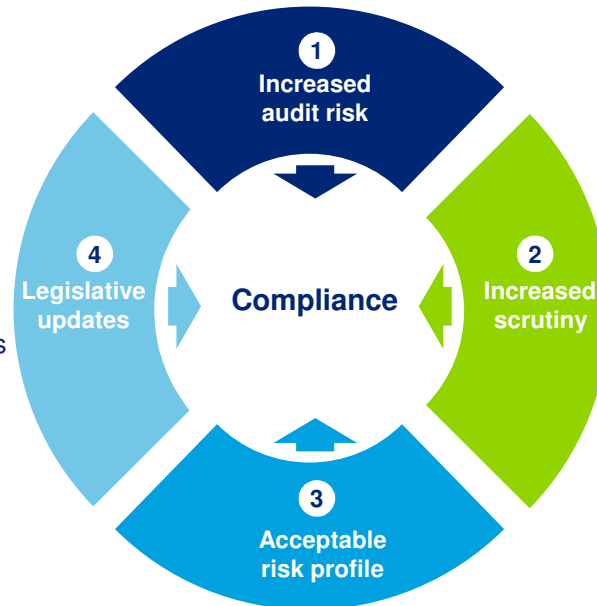 1
Increased
audit risk
2
Increased
scrutiny
3
Acceptable
risk profile
4
Legislative
updates
Compliance
s